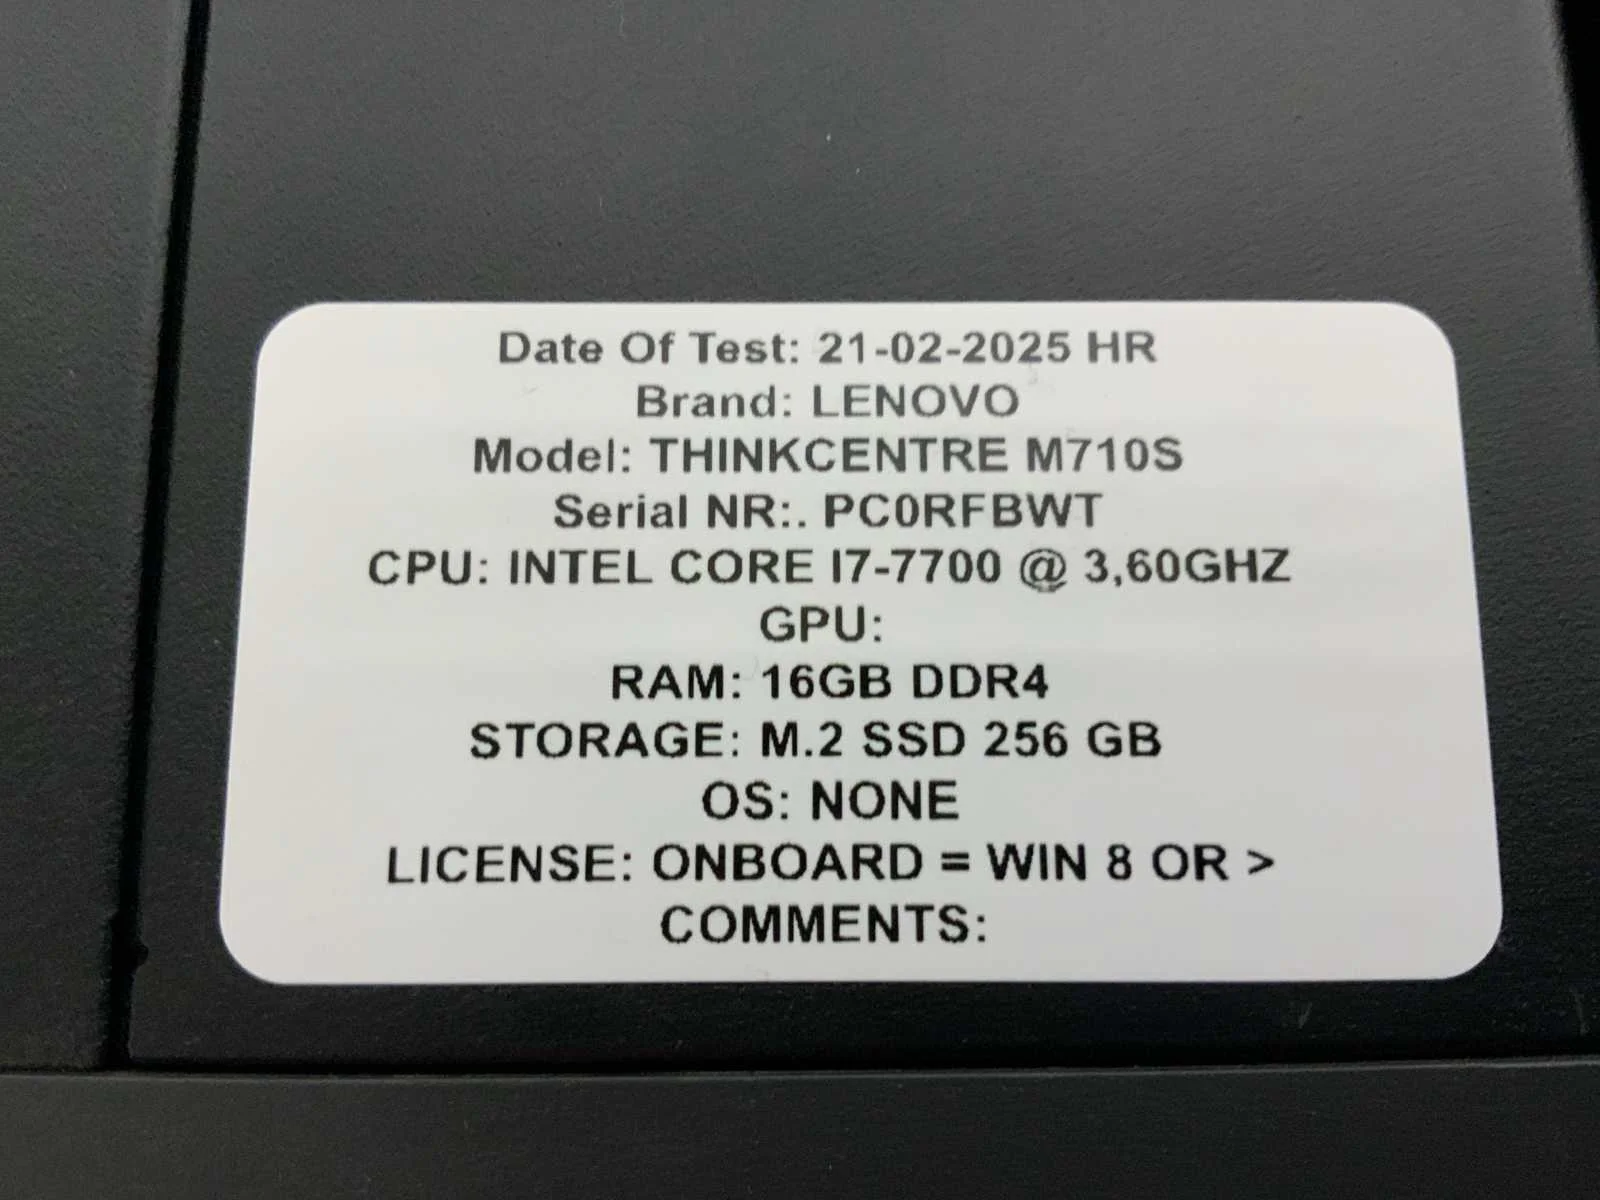 Date Of Test: 21-02-2025 HR
Brand: LENOVO
Model: THINKCENTRE M710S
Serial NR:. PC0RFBWT
CPU: INTEL CORE I7-7700 @ 3,60GHZ
GPU:
RAM: 16GB DDR4
STORAGE: M.2 SSD 256 GB
OS: NONE
LICENSE: ONBOARD = WIN 8 OR >
COMMENTS: